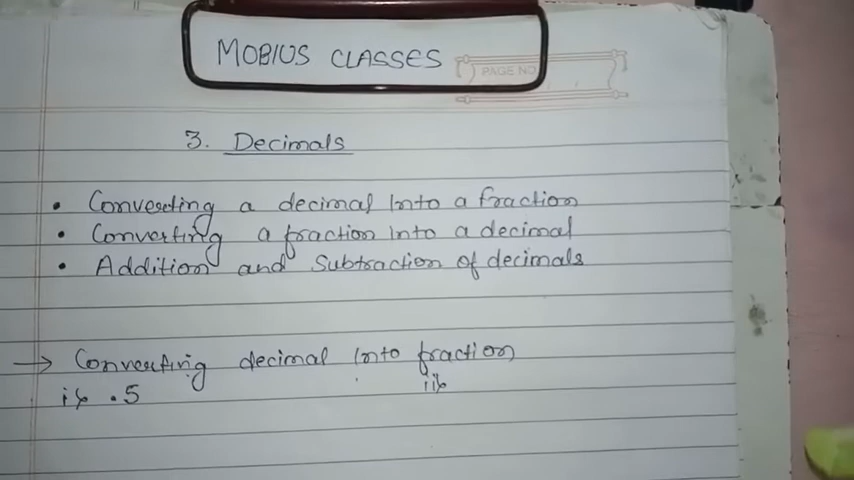 MOBIUS CLASSES
PAGE NO
3. Decimals
• Converting a decimal Into a fraction
• Converting a fraction into a decimal
• Addition and Subtraction of decimals
→ Converting decimal into fraction
i) .5 ii)